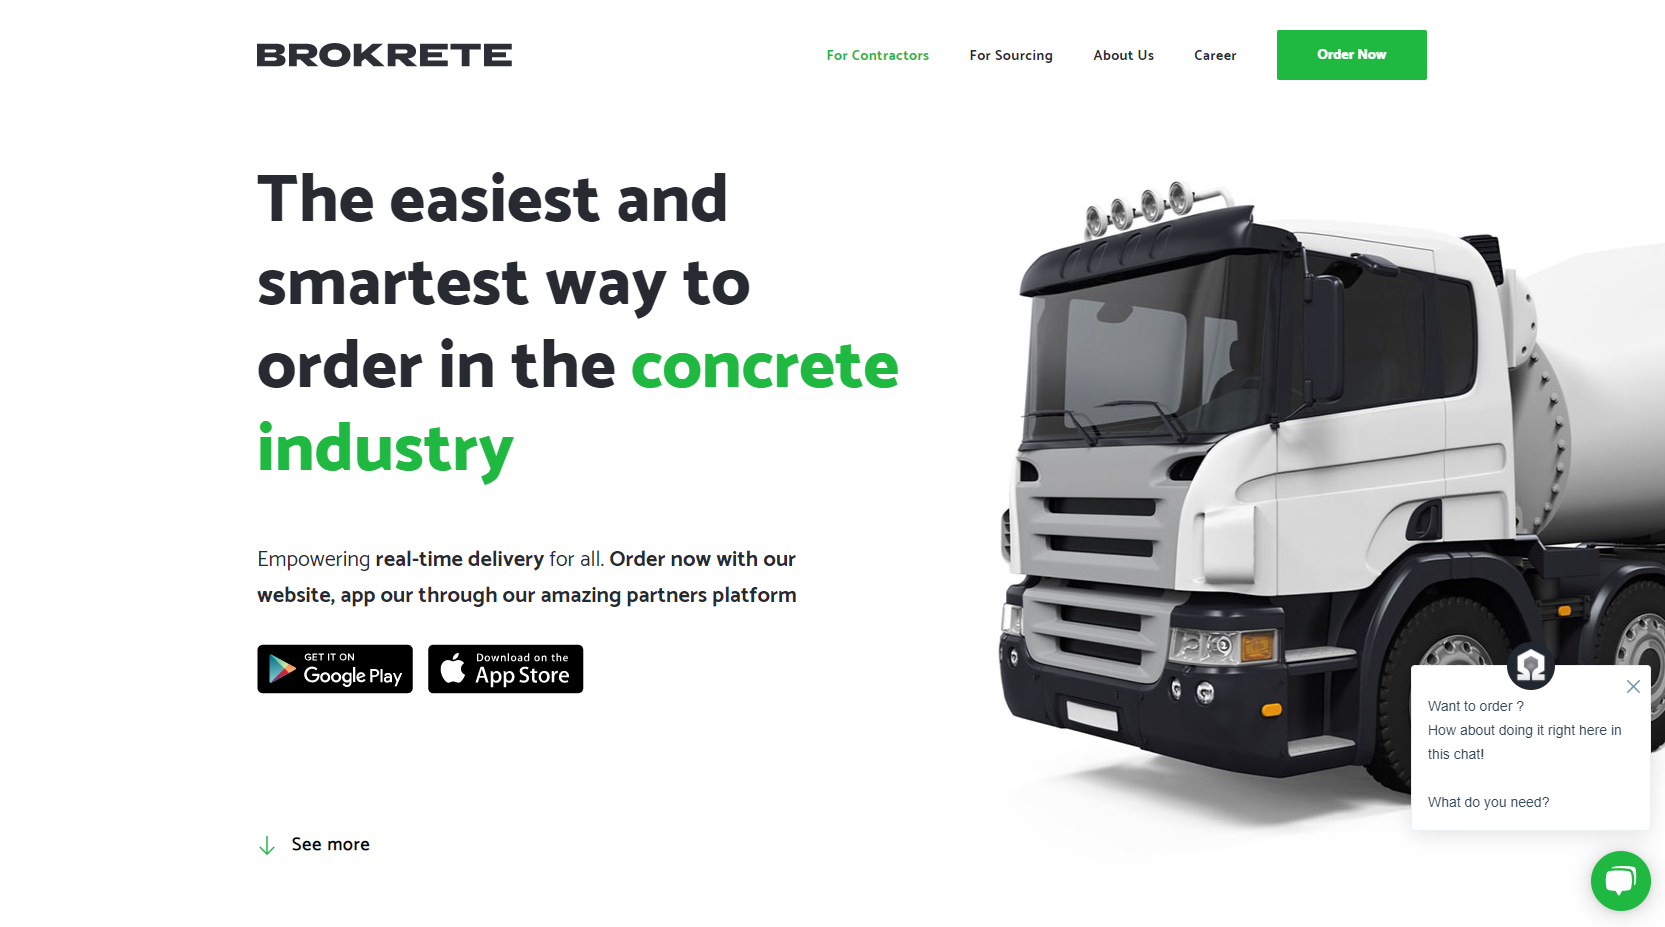 BROKRETE
For Contractors
For Sourcing
About Us
Career
Order Now
The easiest and
smartest way to
order in the concrete
industry
Empowering real-time delivery for all. Order now with our
website, app our through our amazing partners platform
GET IT ON
Google Play
Download on the
App Store
See more
Want to order ?
How about doing it right here in
this chat!
What do you need?